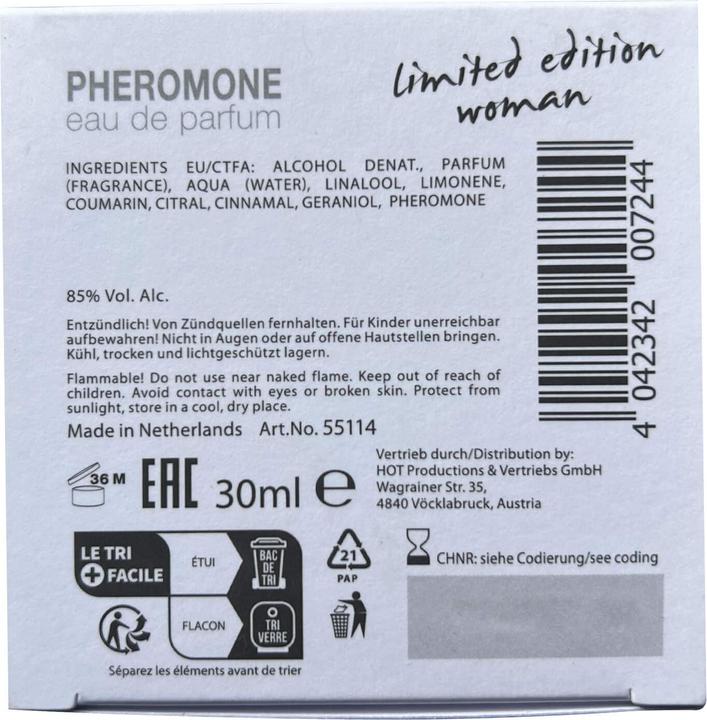 PHEROMONE
eau de parfum
limited edition
woman
INGREDIENTS EU/CTFA: ALCOHOL DENAT., PARFUM
(FRAGRANCE), AQUA (WATER), LINALOOL, LIMONENE,
COUMARIN, CITRAL, CINNAMAL, GERANIOL, PHEROMONE
4 042342 007244
85% Vol. Alc.
Entzündlich! Von Zündquellen fernhalten. Für Kinder unerreichbar
aufbewahren! Nicht in Augen oder auf offene Hautstellen bringen.
Kühl, trocken und lichtgeschützt lagern.
Flammable! Do not use near naked flame. Keep out of reach of
children. Avoid contact with eyes or broken skin. Protect from
sunlight, store in a cool, dry place.
Made in Netherlands Art.No. 55114
36 M
EAC
30ml ℮
Vertrieb durch/Distribution by:
HOT Productions & Vertriebs GmbH
Wagrainer Str. 35,
4840 Vöcklabruck, Austria
LE TRI
+ FACILE
ÉTUI
BAC
DE
TRI
FLACON
TRI
VERRE
Séparez les éléments avant de trier
21
PAP
CHNR: siehe Codierung/see coding